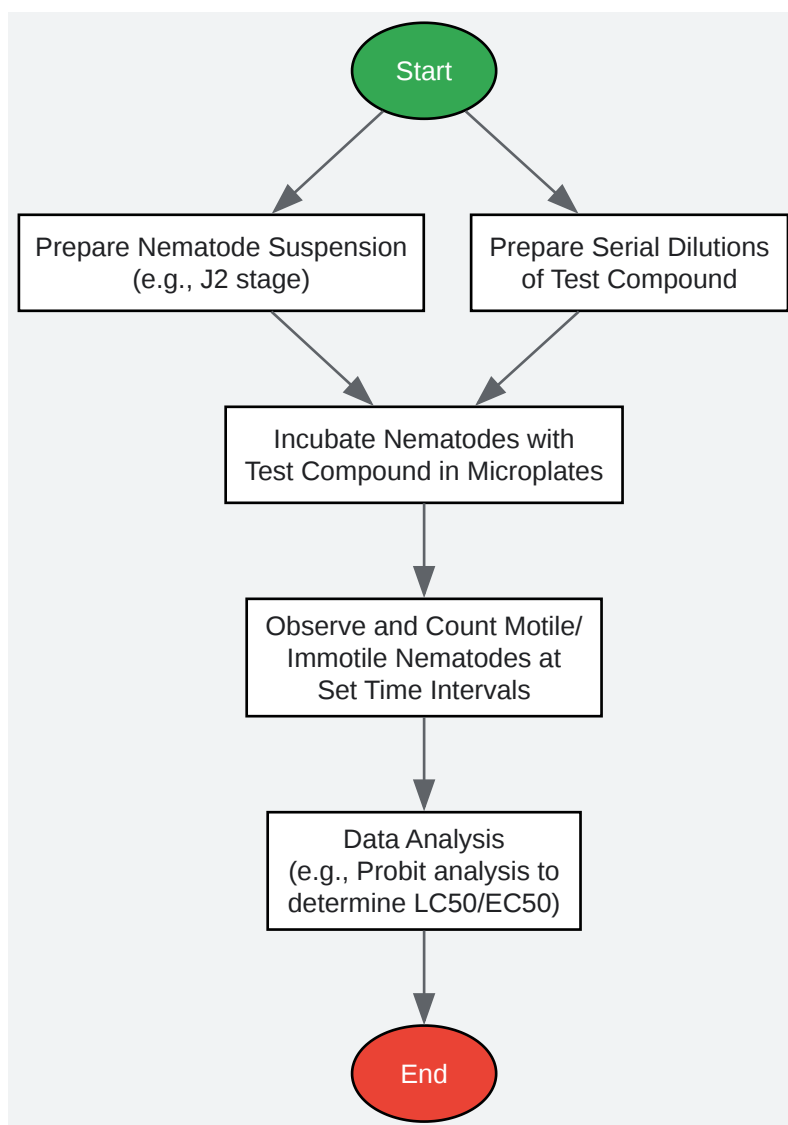 Start
Prepare Nematode Suspension
(e.g., J2 stage)
Prepare Serial Dilutions
of Test Compound
Incubate Nematodes with
Test Compound in Microplates
Observe and Count Motile/
Immotile Nematodes at
Set Time Intervals
Data Analysis
(e.g., Probit analysis to
determine LC50/EC50)
End